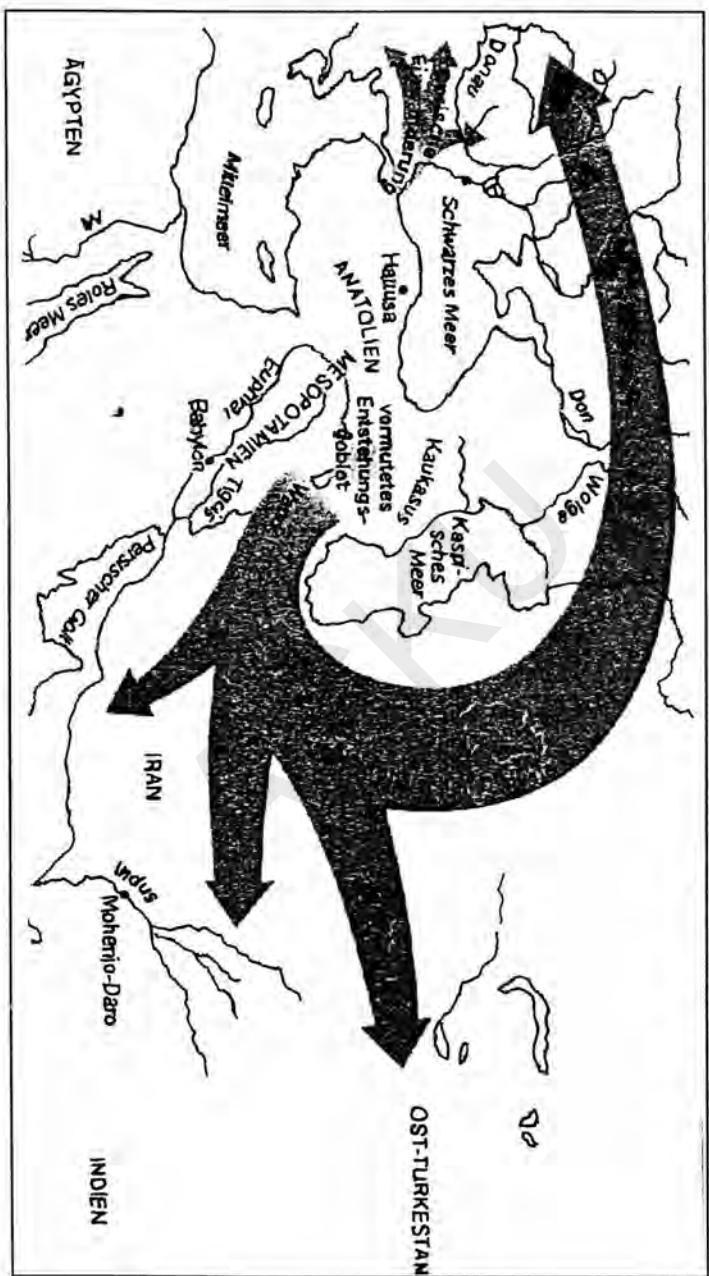 Donau
Einwanderung
Schwarzes Meer
Don
Wolga
Kaukasus
Kaspi-
sches
Meer
Hattusa
ANATOLIEN
vermutetes
Entstehungs-
gebiet
MESOPOTAMIEN
Euphrat
Tigris
Babylon
Mittelmeer
ÄGYPTEN
Rotes Meer
Persischer Golf
IRAN
Indus
Mohenjo-Daro
OST-TURKESTAN
INDIEN